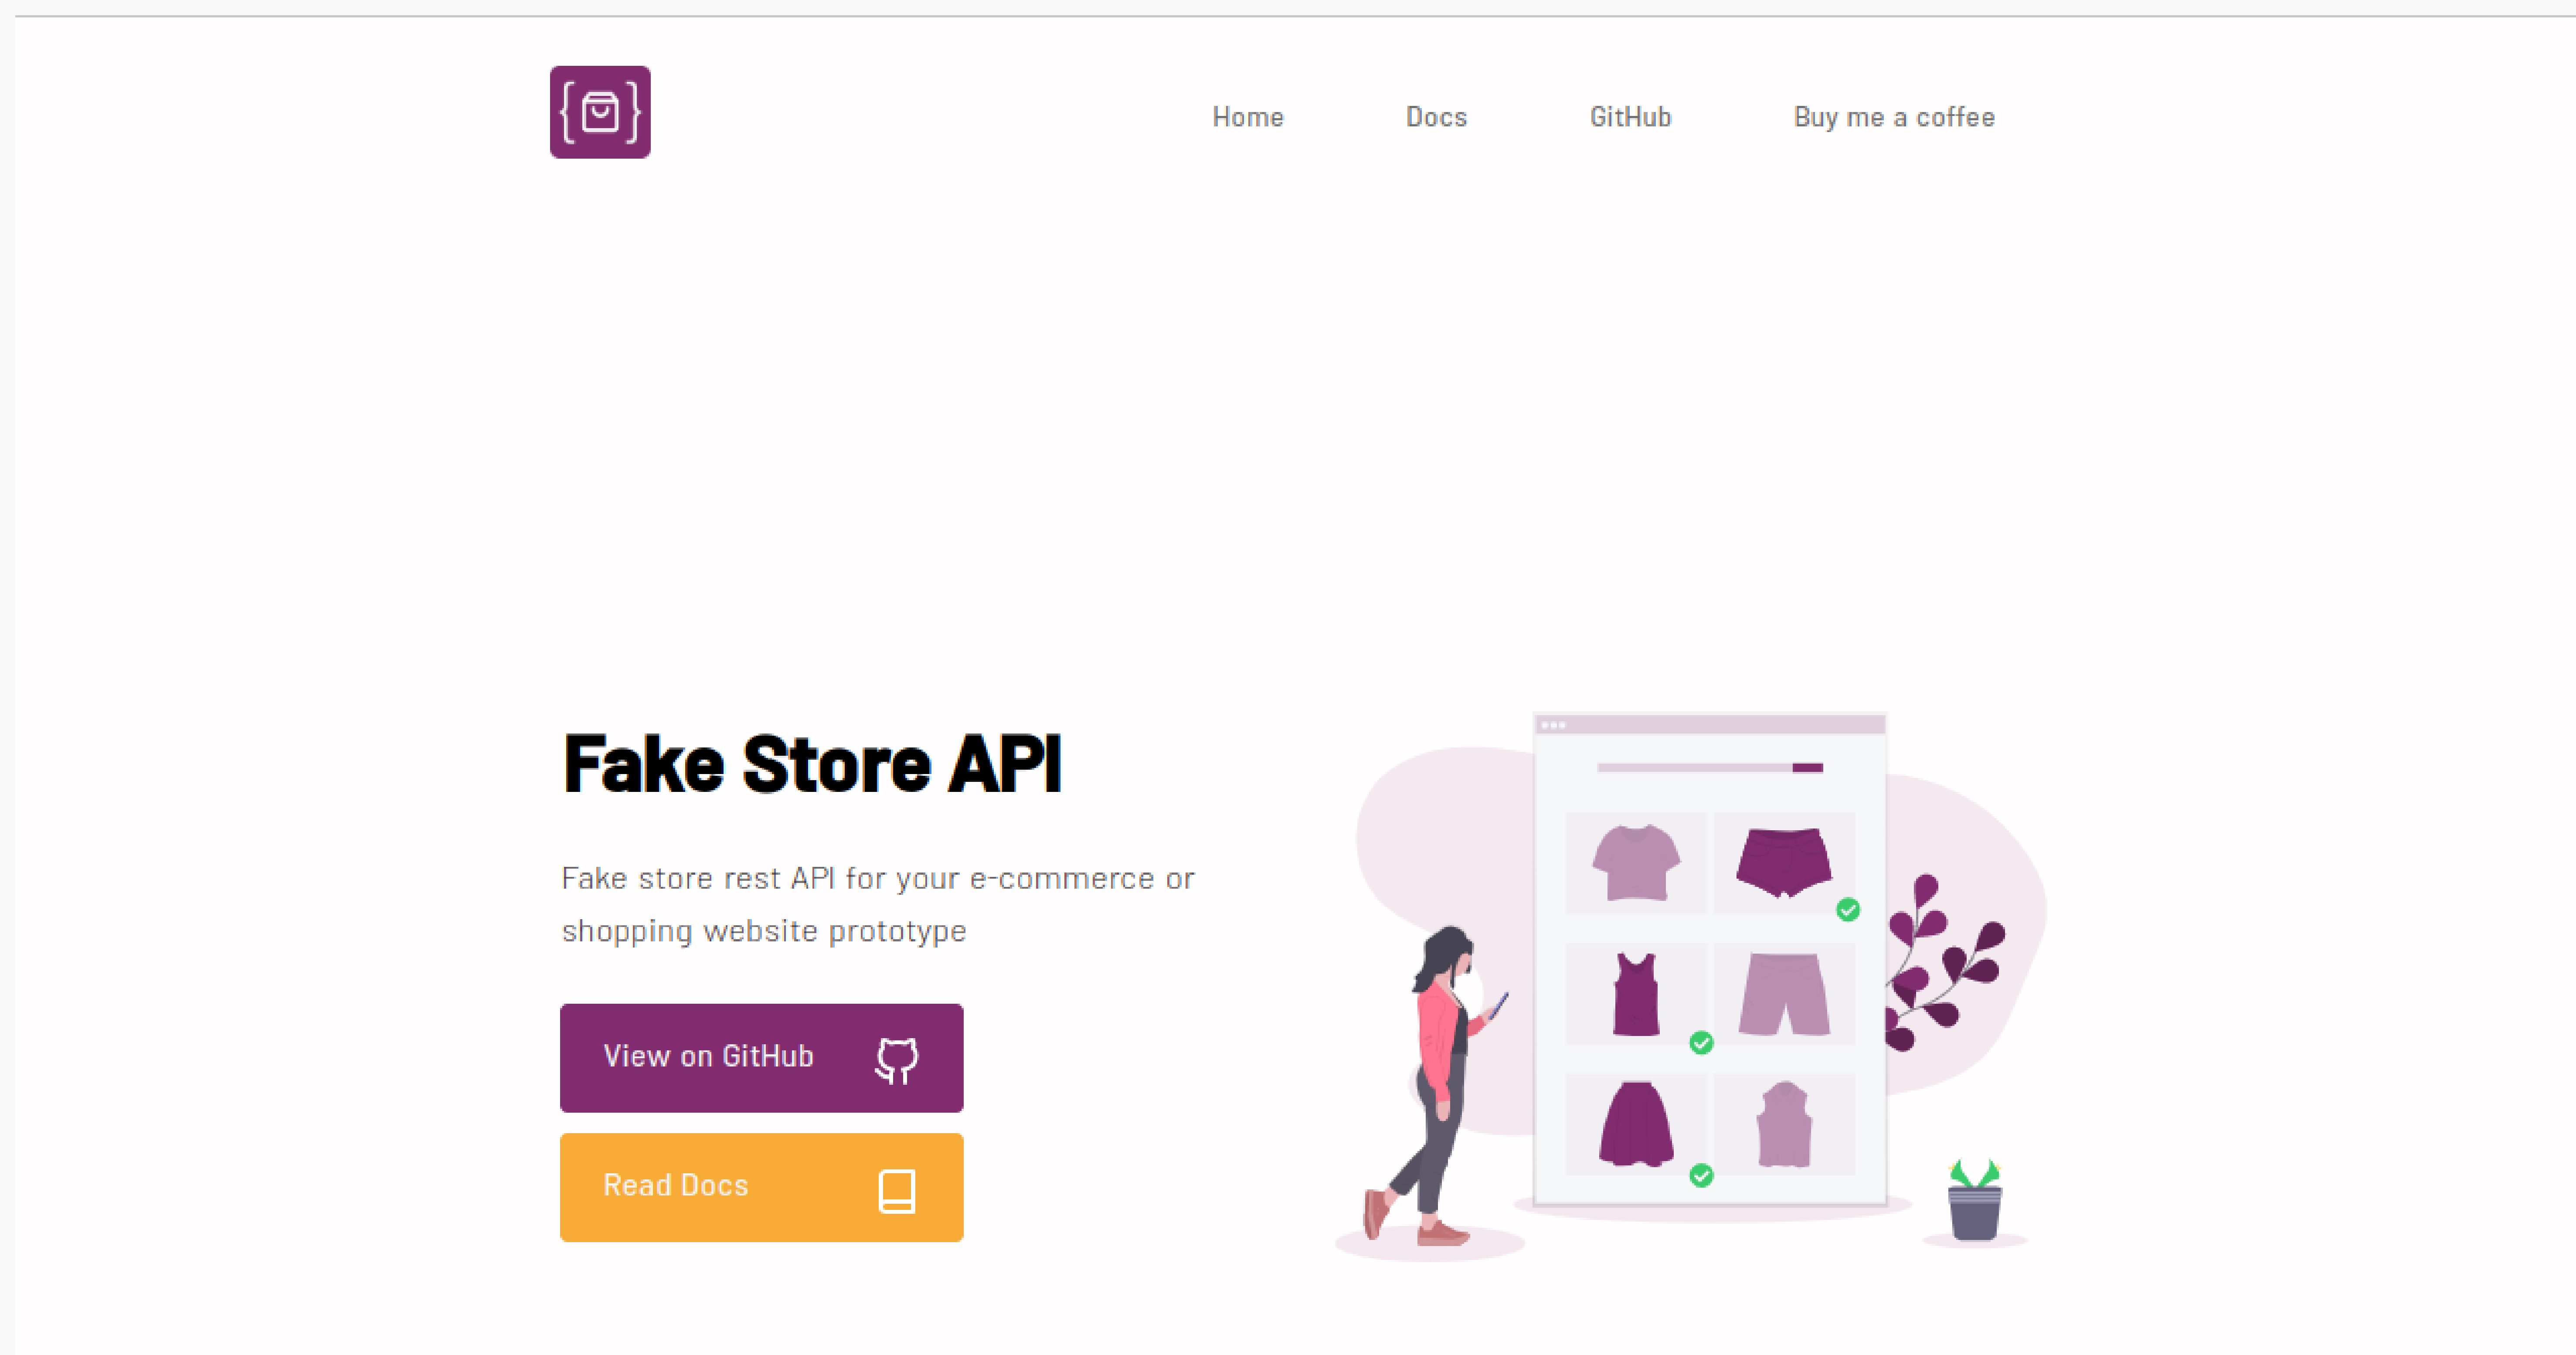 Home
Docs
GitHub
Buy me a coffee
Fake Store API
Fake store rest API for your e-commerce or
shopping website prototype
View on GitHub
Read Docs